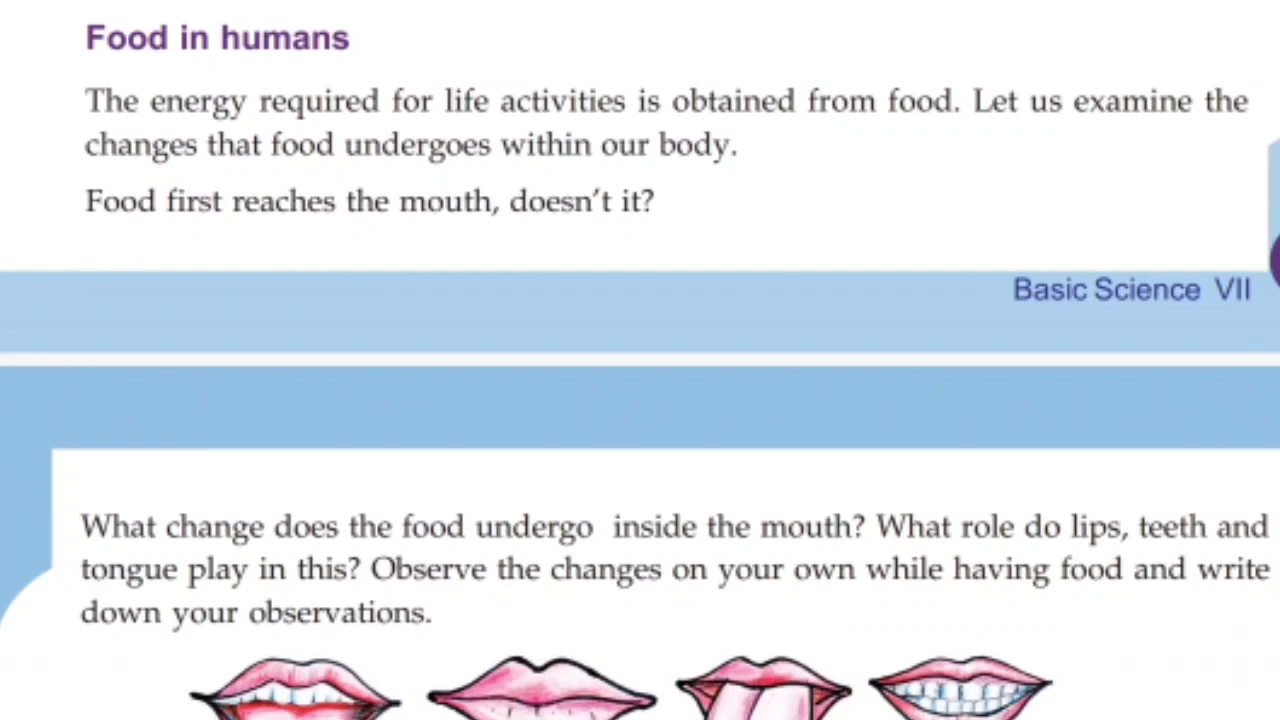 Food in humans
The energy required for life activities is obtained from food. Let us examine the
changes that food undergoes within our body.
Food first reaches the mouth, doesn’t it?
Basic Science VII
What change does the food undergo inside the mouth? What role do lips, teeth and
tongue play in this? Observe the changes on your own while having food and write
down your observations.